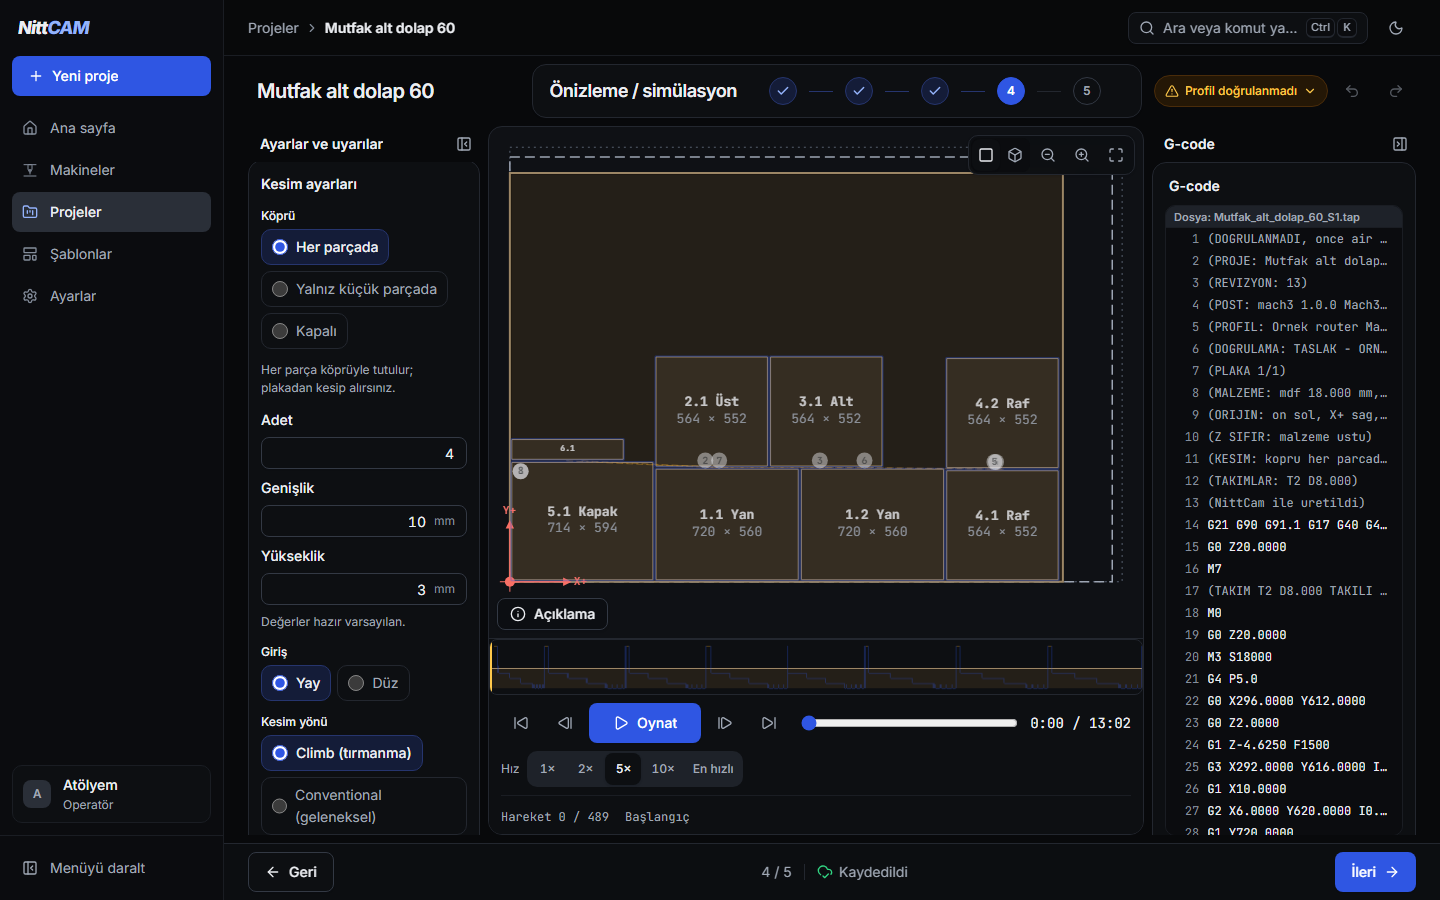 NittCAM
Yeni proje
Ana sayfa
Makineler
Projeler
Şablonlar
Ayarlar
A
Atölyem
Operatör
Menüyü daralt
Projeler > Mutfak alt dolap 60
Ara veya komut ya... Ctrl K
Mutfak alt dolap 60
Önizleme / simülasyon
4
5
Profil doğrulanmadı
Ayarlar ve uyarılar
Kesim ayarları
Köprü
Her parçada
Yalnız küçük parçada
Kapalı
Her parça köprüyle tutulur;
plakadan kesip alırsınız.
Adet
4
Genişlik
10 mm
Yükseklik
3 mm
Değerler hazır varsayılan.
Giriş
Yay
Düz
Kesim yönü
Climb (tırmanma)
Conventional
(geleneksel)
2.1 Üst
564 × 552
3.1 Alt
564 × 552
4.2 Raf
564 × 552
6.1
2 7
3
6
5
8
5.1 Kapak
714 × 594
1.1 Yan
720 × 560
1.2 Yan
720 × 560
4.1 Raf
564 × 552
Y+
X+
Açıklama
Oynat
0:00 / 13:02
Hız
1×
2×
5×
10×
En hızlı
Hareket 0 / 489 Başlangıç
G-code
G-code
Dosya: Mutfak_alt_dolap_60_S1.tap
1 (DOGRULANMADI, once air …
2 (PROJE: Mutfak alt dolap…
3 (REVIZYON: 13)
4 (POST: mach3 1.0.0 Mach3…
5 (PROFIL: Ornek router Ma…
6 (DOGRULAMA: TASLAK - ORN…
7 (PLAKA 1/1)
8 (MALZEME: mdf 18.000 mm,…
9 (ORIJIN: on sol, X+ sag,…
10 (Z SIFIR: malzeme ustu)
11 (KESIM: kopru her parcad…
12 (TAKIMLAR: T2 D8.000)
13 (NittCam ile uretildi)
14 G21 G90 G91.1 G17 G40 G4…
15 G0 Z20.0000
16 M7
17 (TAKIM T2 D8.000 TAKILI …
18 M0
19 G0 Z20.0000
20 M3 S18000
21 G4 P5.0
22 G0 X296.0000 Y612.0000
23 G0 Z2.0000
24 G1 Z-4.6250 F1500
25 G3 X292.0000 Y616.0000 I…
26 G1 X10.0000
27 G2 X6.0000 Y620.0000 I0.…
28 G1 Y720.0000
Geri
4 / 5
Kaydedildi
İleri